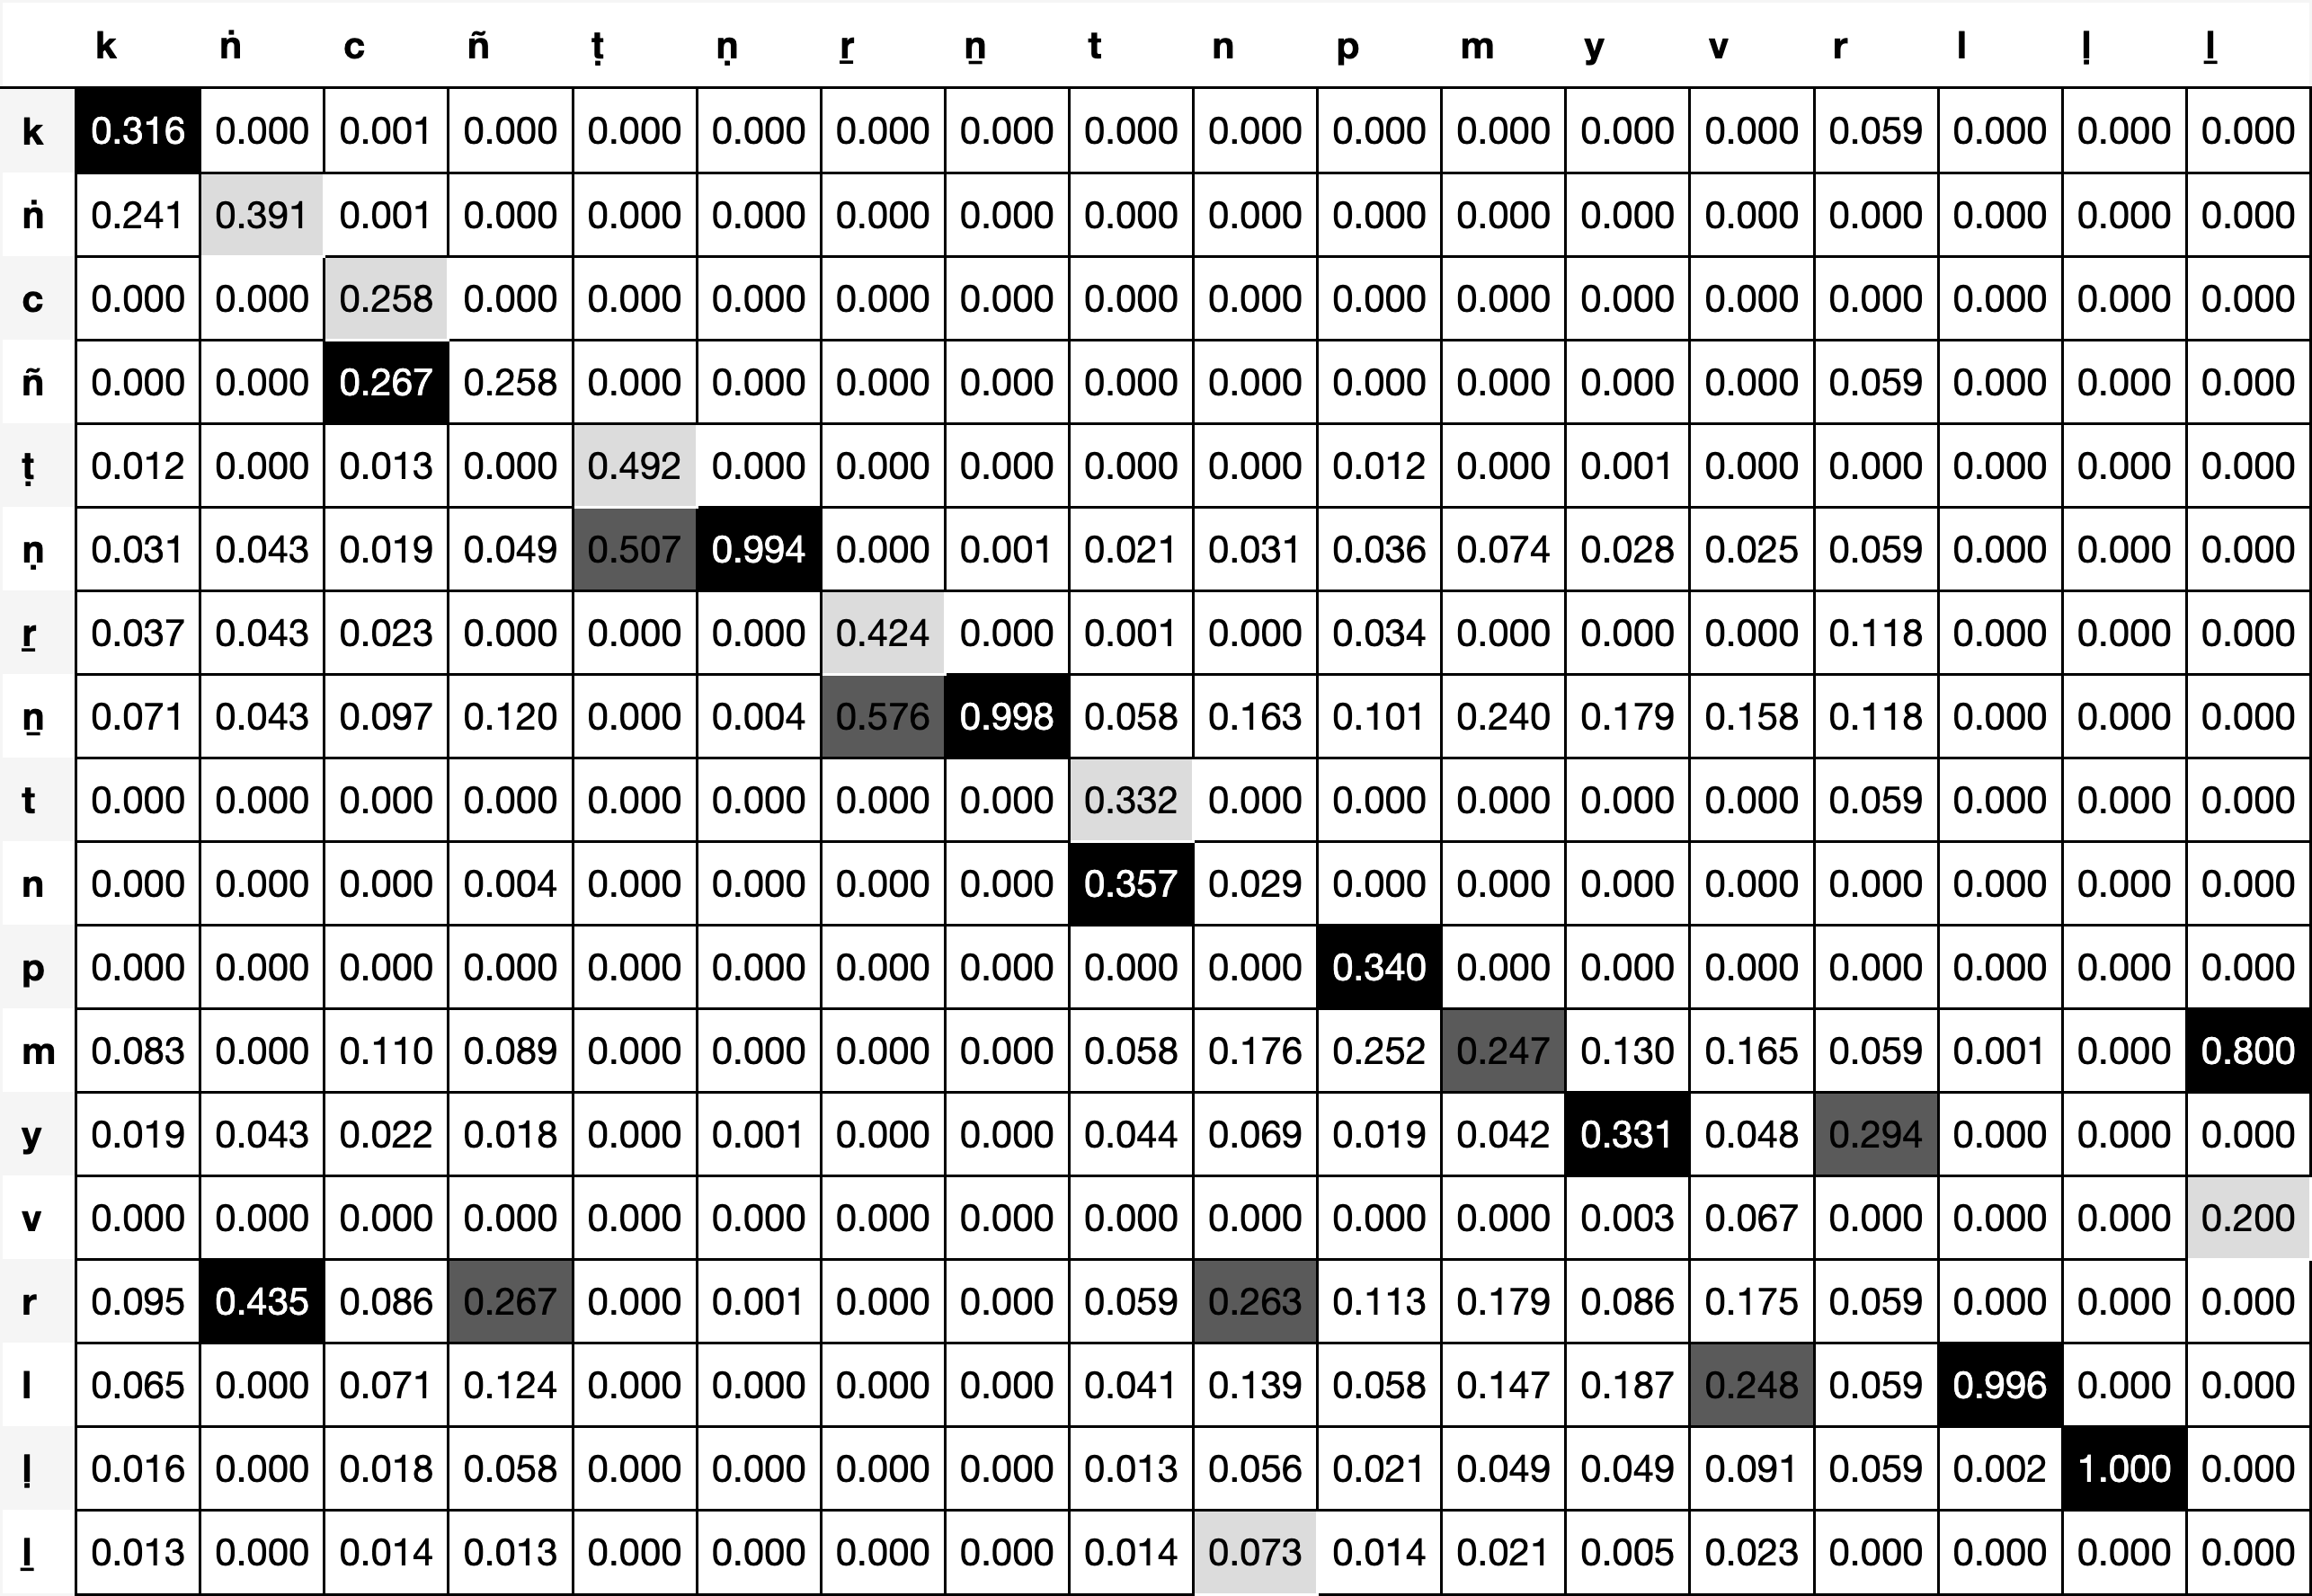 k ṅ c ñ ṭ ṇ ṟ ṉ t n p m y v r l ḷ ḻ
k 0.316 0.000 0.001 0.000 0.000 0.000 0.000 0.000 0.000 0.000 0.000 0.000 0.000 0.000 0.059 0.000 0.000 0.000
ṅ 0.241 0.391 0.001 0.000 0.000 0.000 0.000 0.000 0.000 0.000 0.000 0.000 0.000 0.000 0.000 0.000 0.000 0.000
c 0.000 0.000 0.258 0.000 0.000 0.000 0.000 0.000 0.000 0.000 0.000 0.000 0.000 0.000 0.000 0.000 0.000 0.000
ñ 0.000 0.000 0.267 0.258 0.000 0.000 0.000 0.000 0.000 0.000 0.000 0.000 0.000 0.000 0.059 0.000 0.000 0.000
ṭ 0.012 0.000 0.013 0.000 0.492 0.000 0.000 0.000 0.000 0.000 0.012 0.000 0.001 0.000 0.000 0.000 0.000 0.000
ṇ 0.031 0.043 0.019 0.049 0.507 0.994 0.000 0.001 0.021 0.031 0.036 0.074 0.028 0.025 0.059 0.000 0.000 0.000
ṟ 0.037 0.043 0.023 0.000 0.000 0.000 0.424 0.000 0.001 0.000 0.034 0.000 0.000 0.000 0.118 0.000 0.000 0.000
ṉ 0.071 0.043 0.097 0.120 0.000 0.004 0.576 0.998 0.058 0.163 0.101 0.240 0.179 0.158 0.118 0.000 0.000 0.000
t 0.000 0.000 0.000 0.000 0.000 0.000 0.000 0.000 0.332 0.000 0.000 0.000 0.000 0.000 0.059 0.000 0.000 0.000
n 0.000 0.000 0.000 0.004 0.000 0.000 0.000 0.000 0.357 0.029 0.000 0.000 0.000 0.000 0.000 0.000 0.000 0.000
p 0.000 0.000 0.000 0.000 0.000 0.000 0.000 0.000 0.000 0.000 0.340 0.000 0.000 0.000 0.000 0.000 0.000 0.000
m 0.083 0.000 0.110 0.089 0.000 0.000 0.000 0.000 0.058 0.176 0.252 0.247 0.130 0.165 0.059 0.001 0.000 0.800
y 0.019 0.043 0.022 0.018 0.000 0.001 0.000 0.000 0.044 0.069 0.019 0.042 0.331 0.048 0.294 0.000 0.000 0.000
v 0.000 0.000 0.000 0.000 0.000 0.000 0.000 0.000 0.000 0.000 0.000 0.000 0.003 0.067 0.000 0.000 0.000 0.200
r 0.095 0.435 0.086 0.267 0.000 0.001 0.000 0.000 0.059 0.263 0.113 0.179 0.086 0.175 0.059 0.000 0.000 0.000
l 0.065 0.000 0.071 0.124 0.000 0.000 0.000 0.000 0.041 0.139 0.058 0.147 0.187 0.248 0.059 0.996 0.000 0.000
ḷ 0.016 0.000 0.018 0.058 0.000 0.000 0.000 0.000 0.013 0.056 0.021 0.049 0.049 0.091 0.059 0.002 1.000 0.000
ḻ 0.013 0.000 0.014 0.013 0.000 0.000 0.000 0.000 0.014 0.073 0.014 0.021 0.005 0.023 0.000 0.000 0.000 0.000